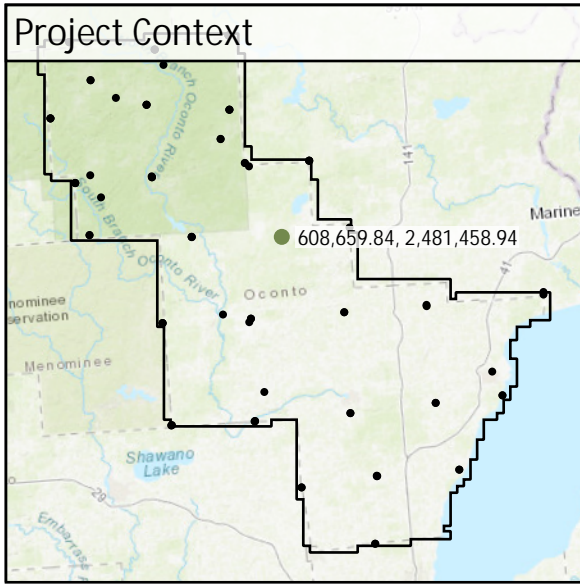 Project Context
anch Oconto River
141
Marine
608,659.84, 2,481,458.94
South Branch Oconto River
41
Oconto
nominee
servation
Menominee
Shawano
Lake
29
Embarrass